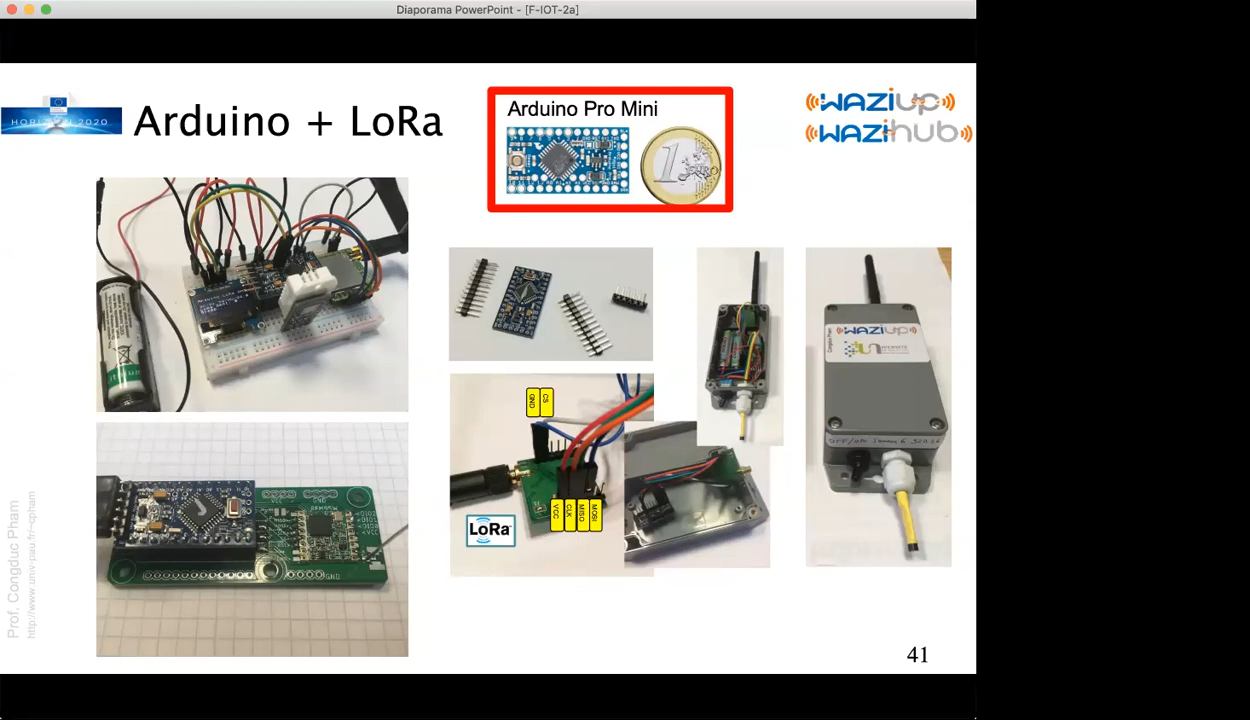 Diaporama PowerPoint - [F-IOT-2a]
HORIZON 2020
Arduino + LoRa
Arduino Pro Mini
WAZIUP
WAZIHUB
GND
CS
VCC
CLK
MISO
MOSI
LoRa
WAZIUP
GND
Prof. Congduc Pham
http://www.univ-pau.fr/~cpham
41